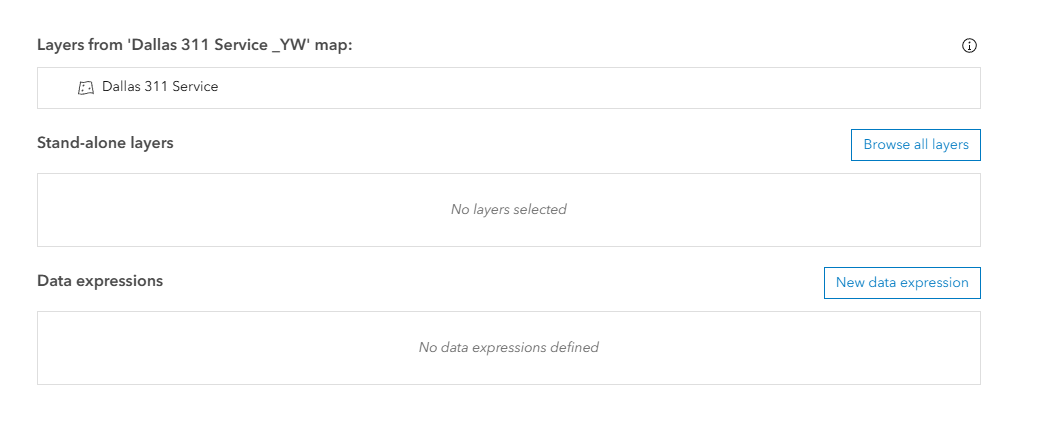 Layers from 'Dallas 311 Service _YW' map:
Dallas 311 Service
Stand-alone layers
Browse all layers
No layers selected
Data expressions
New data expression
No data expressions defined